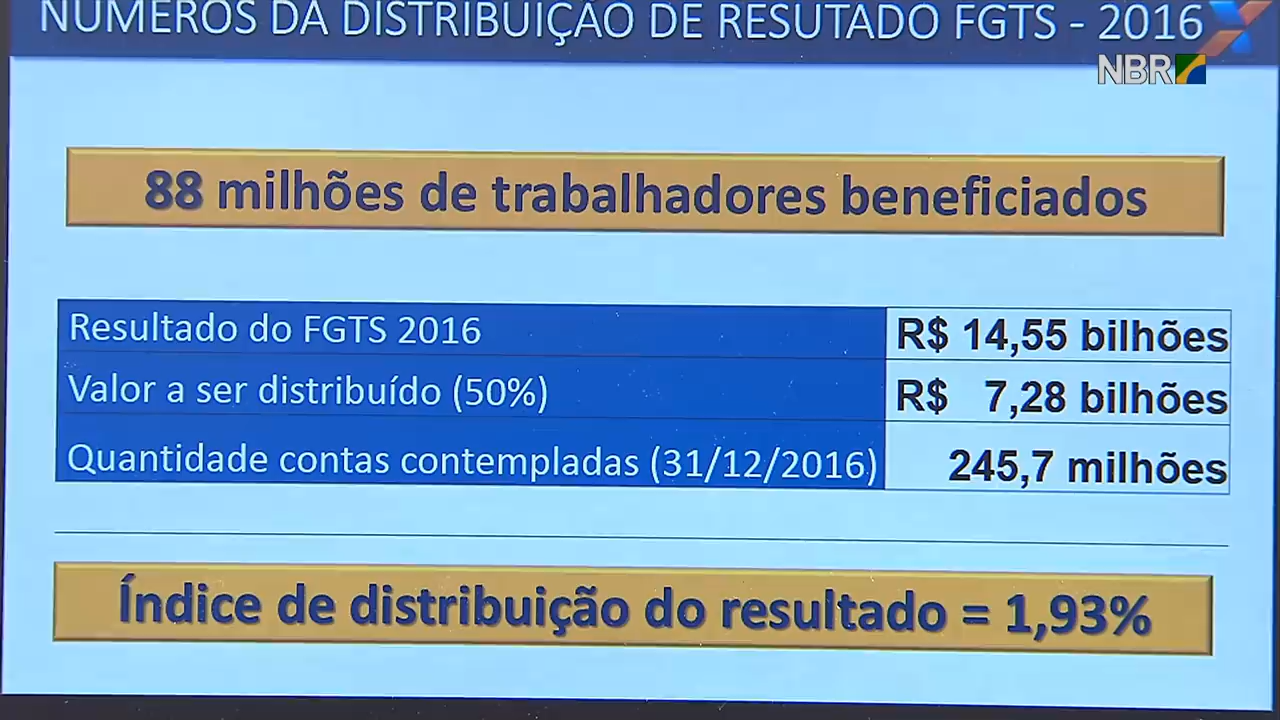 NÚMEROS DA DISTRIBUIÇÃO DE RESUTADO FGTS - 2016
NBR
88 milhões de trabalhadores beneficiados
Resultado do FGTS 2016 R$ 14,55 bilhões
Valor a ser distribuído (50%) R$ 7,28 bilhões
Quantidade contas contempladas (31/12/2016) 245,7 milhões
Índice de distribuição do resultado = 1,93%